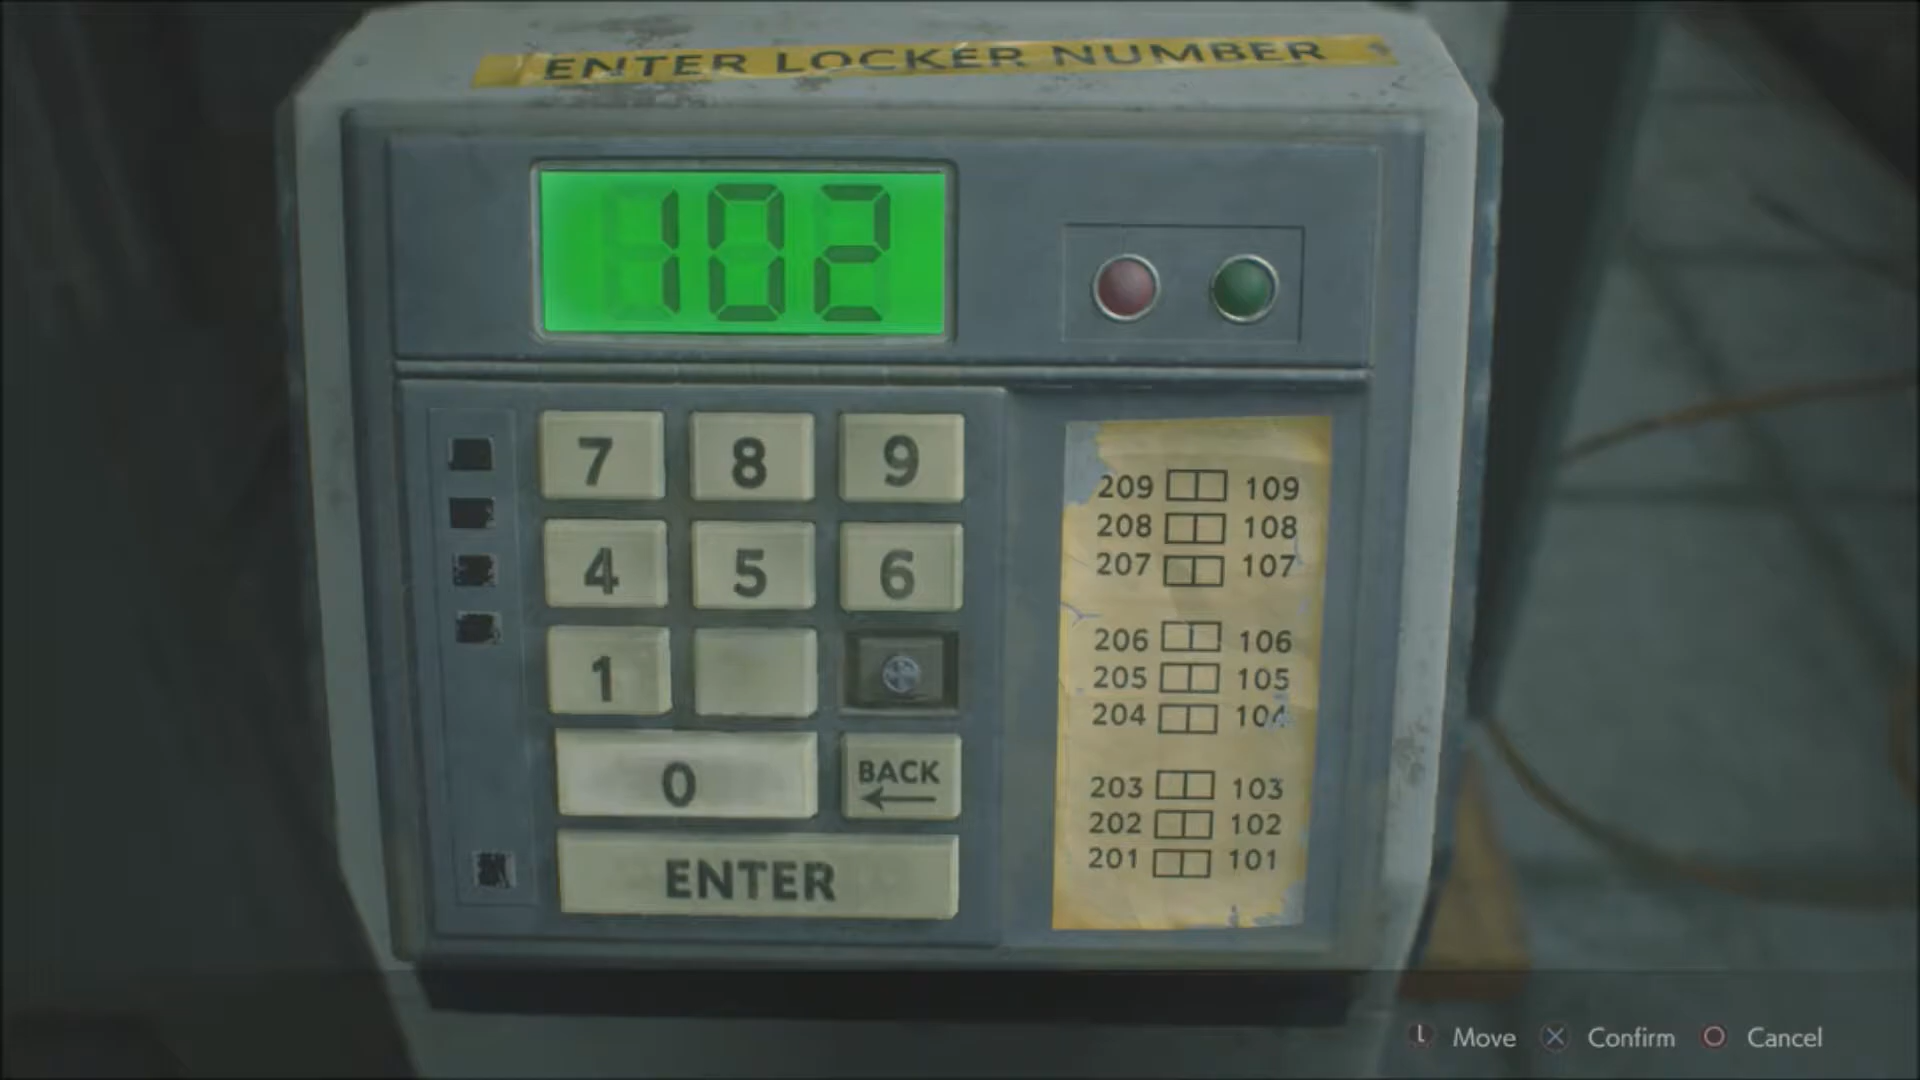 ENTER LOCKER NUMBER
102
7 8 9
4 5 6
1
0 BACK
ENTER
209 109
208 108
207 107
206 106
205 105
204 104
203 103
202 102
201 101
L Move X Confirm O Cancel